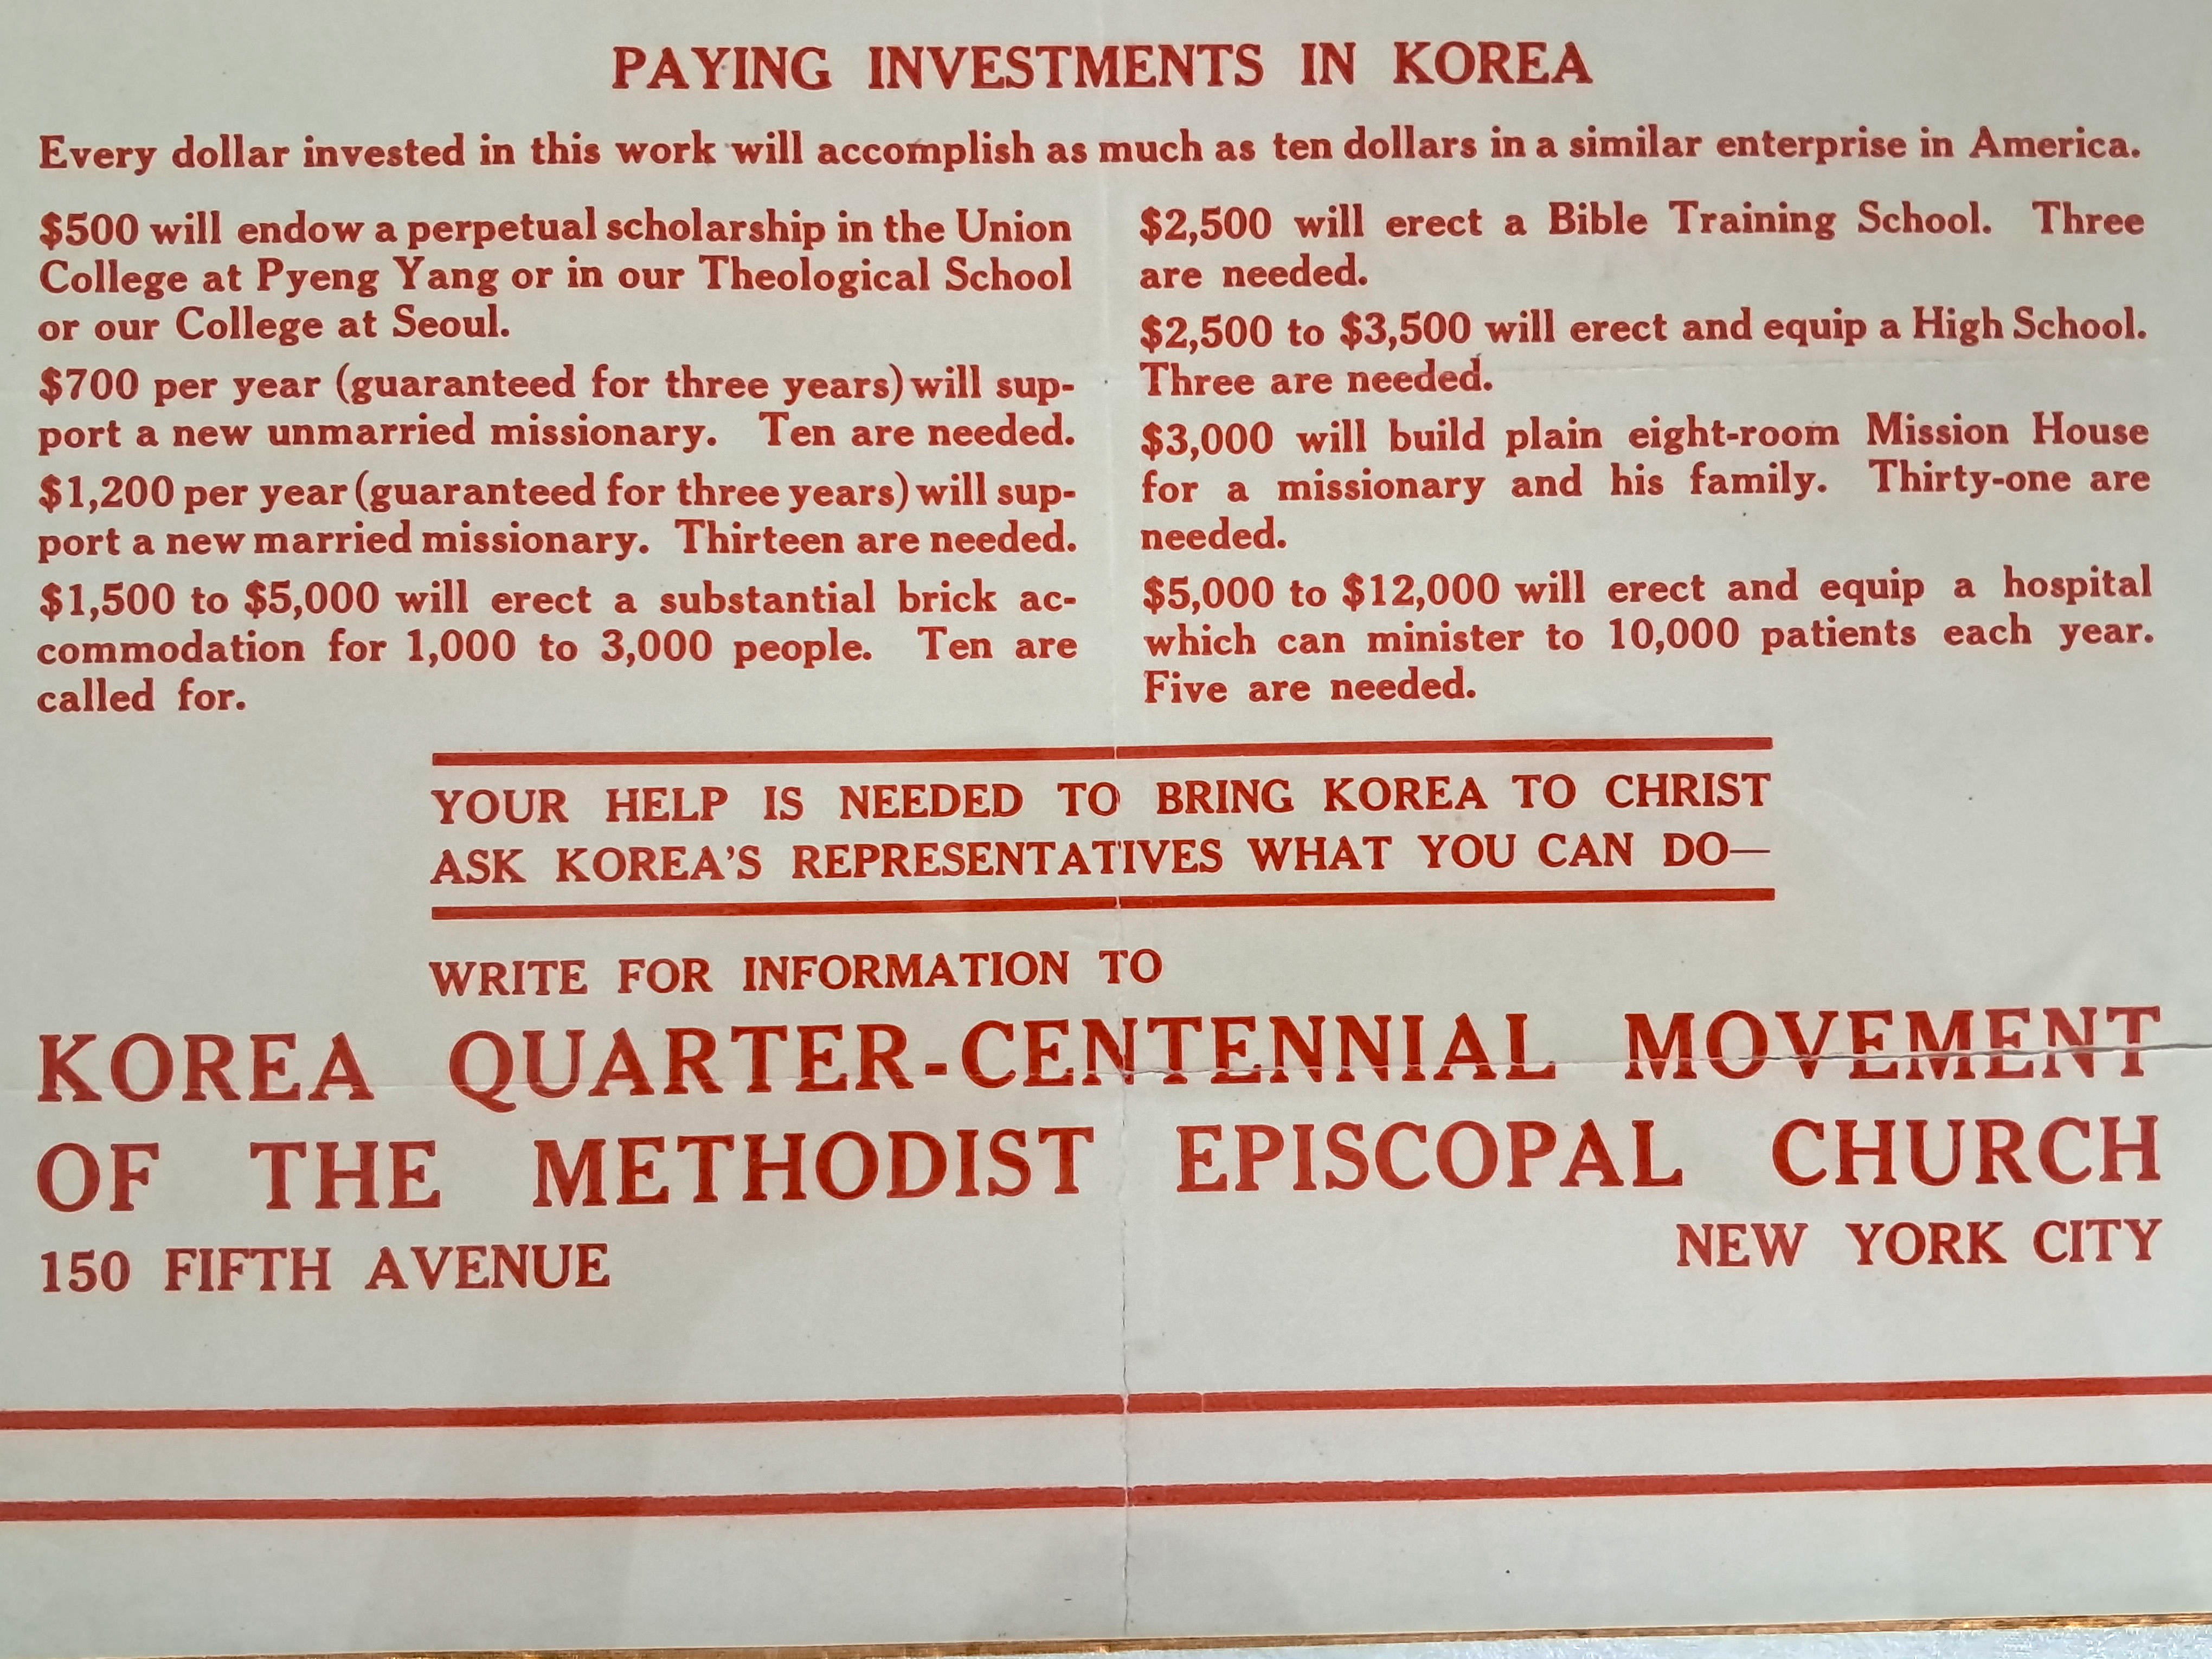 PAYING INVESTMENTS IN KOREA
Every dollar invested in this work will accomplish as much as ten dollars in a similar enterprise in America.
$500 will endow a perpetual scholarship in the Union
College at Pyeng Yang or in our Theological School
or our College at Seoul.
$700 per year (guaranteed for three years) will sup-
port a new unmarried missionary. Ten are needed.
$1,200 per year (guaranteed for three years) will sup-
port a new married missionary. Thirteen are needed.
$1,500 to $5,000 will erect a substantial brick ac-
commodation for 1,000 to 3,000 people. Ten are
called for.
$2,500 will erect a Bible Training School. Three
are needed.
$2,500 to $3,500 will erect and equip a High School.
Three are needed.
$3,000 will build plain eight-room Mission House
for a missionary and his family. Thirty-one are
needed.
$5,000 to $12,000 will erect and equip a hospital
which can minister to 10,000 patients each year.
Five are needed.
YOUR HELP IS NEEDED TO BRING KOREA TO CHRIST
ASK KOREA'S REPRESENTATIVES WHAT YOU CAN DO—
WRITE FOR INFORMATION TO
KOREA QUARTER-CENTENNIAL MOVEMENT
OF THE METHODIST EPISCOPAL CHURCH
150 FIFTH AVENUE NEW YORK CITY